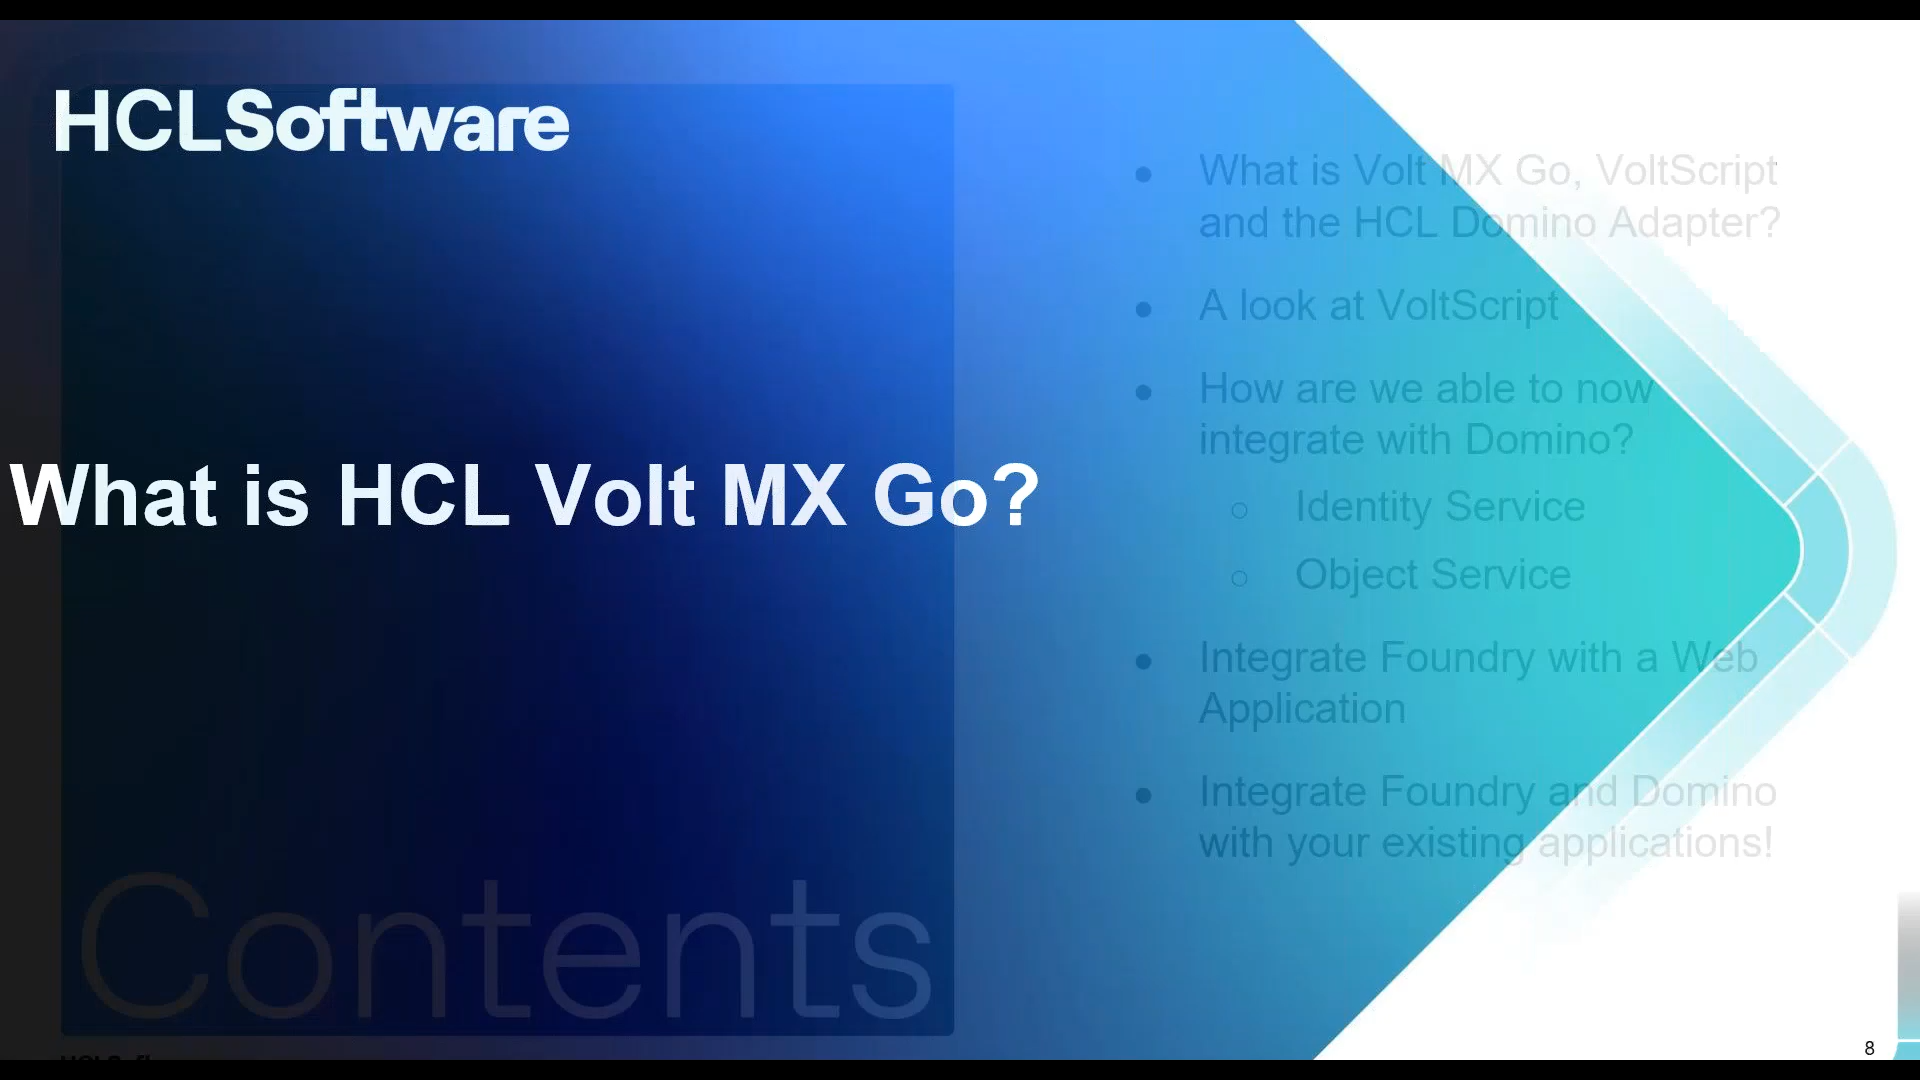 HCLSoftware
What is HCL Volt MX Go?
Contents
● What is Volt MX Go, VoltScript
and the HCL Domino Adapter?
● A look at VoltScript
● How are we able to now
integrate with Domino?
○ Identity Service
○ Object Service
● Integrate Foundry with a Web
Application
● Integrate Foundry and Domino
with your existing applications!
8